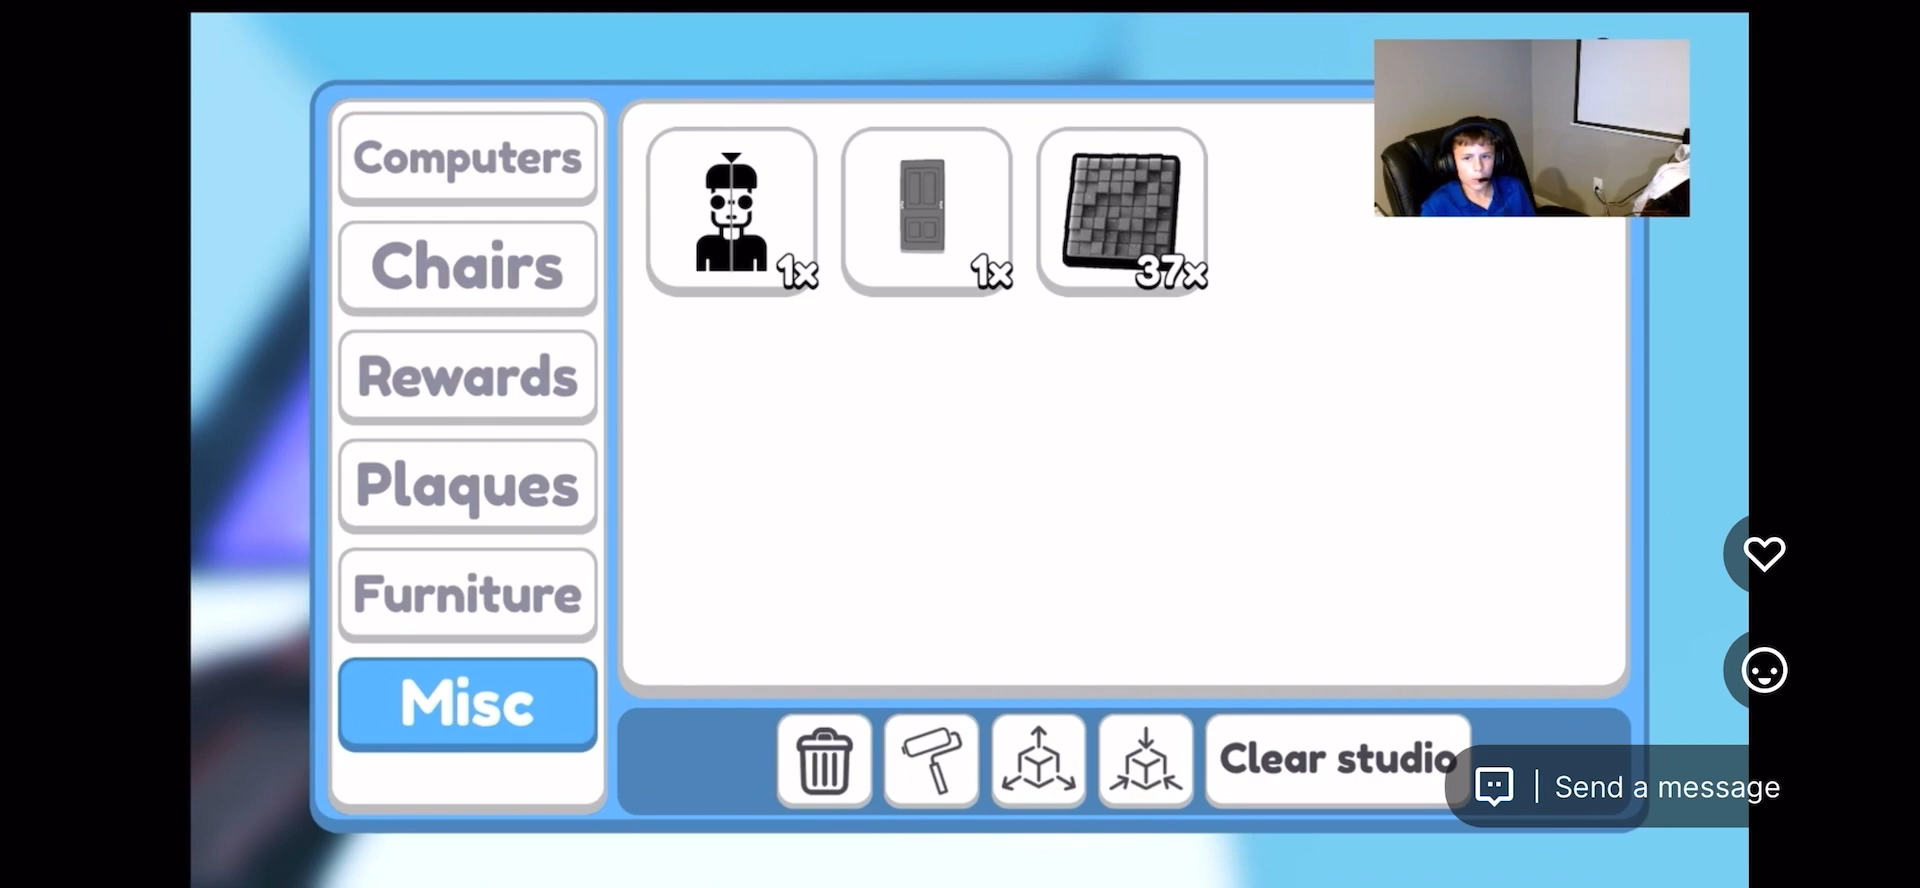 Computers
Chairs
Rewards
Plaques
Furniture
Misc
1x
1x
37x
Clear studio
Send a message